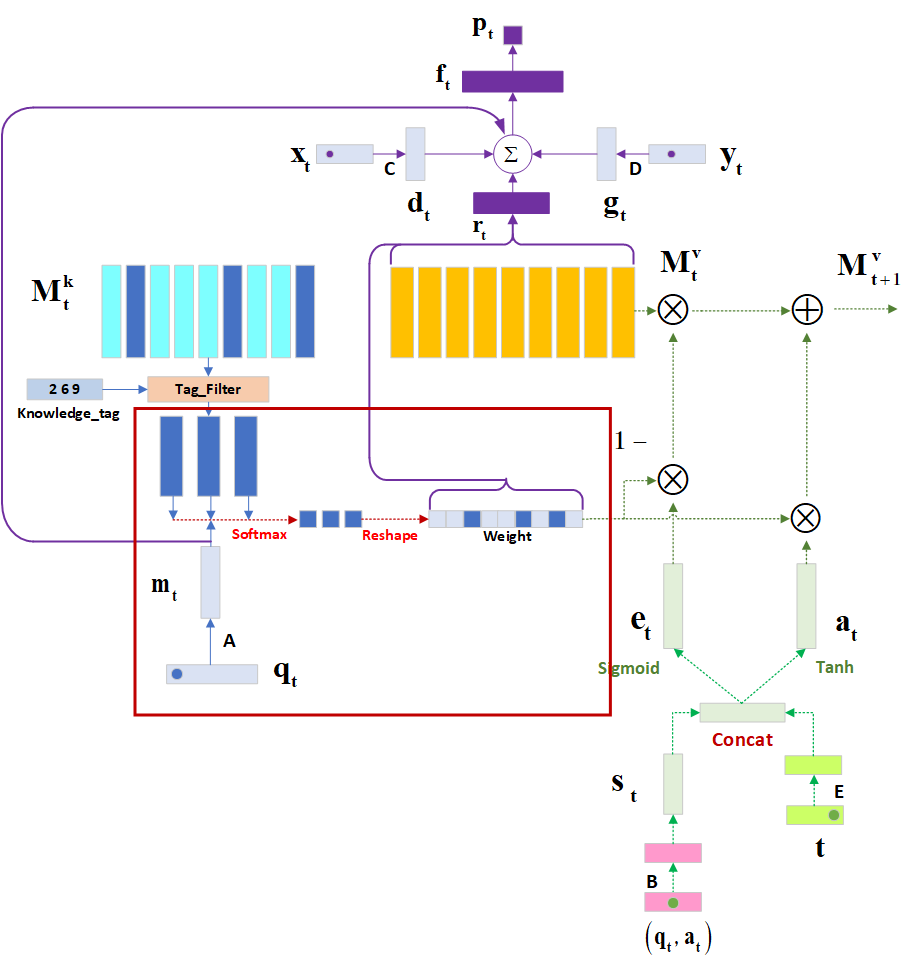 p_t
f_t
x_t
C
Σ
D
y_t
d_t
r_t
g_t
M_t^k
M_t^v
M_{t+1}^v
2 6 9
Tag_Filter
Knowledge_tag
1 –
Softmax
Reshape
Weight
m_t
A
q_t
e_t
a_t
Sigmoid
Tanh
Concat
s_t
E
t
B
(q_t, a_t)